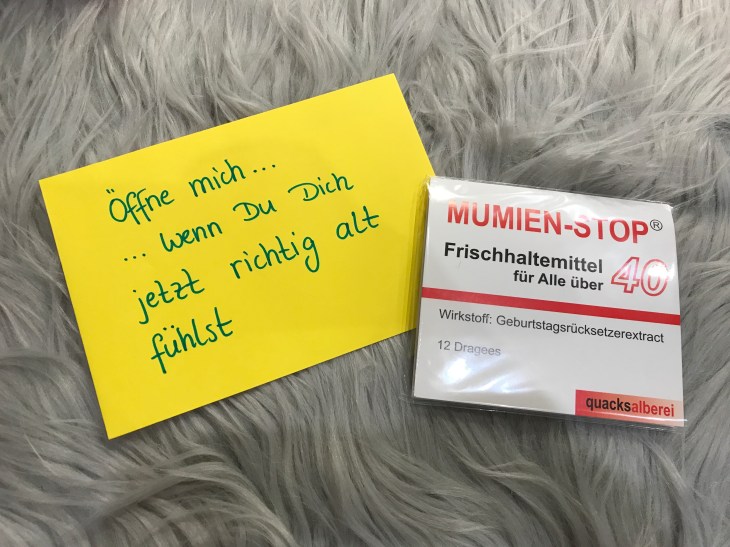 Öffne mich...
... wenn Du Dich
jetzt richtig alt
fühlst
MUMIEN-STOP®
Frischhaltemittel
für Alle über 40
Wirkstoff: Geburtstagsrücksetzerextract
12 Dragees
quacksalberei